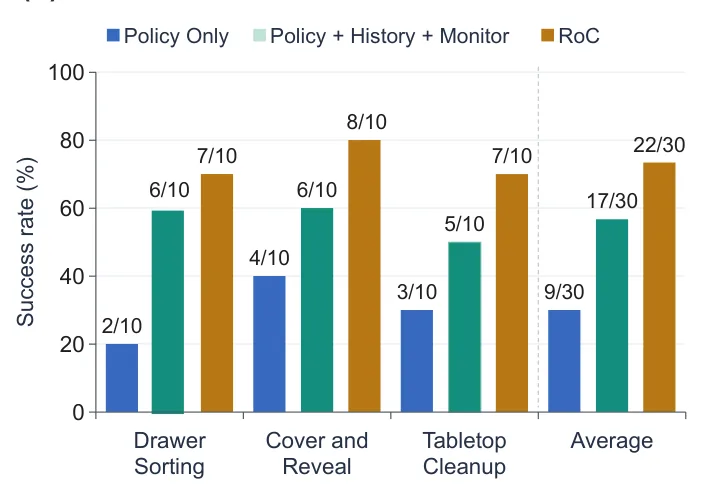 Policy Only Policy + History + Monitor RoC
100
80
60
40
20
0
Success rate (%)
2/10
6/10
7/10
4/10
6/10
8/10
3/10
5/10
7/10
9/30
17/30
22/30
Drawer
Sorting
Cover and
Reveal
Tabletop
Cleanup
Average